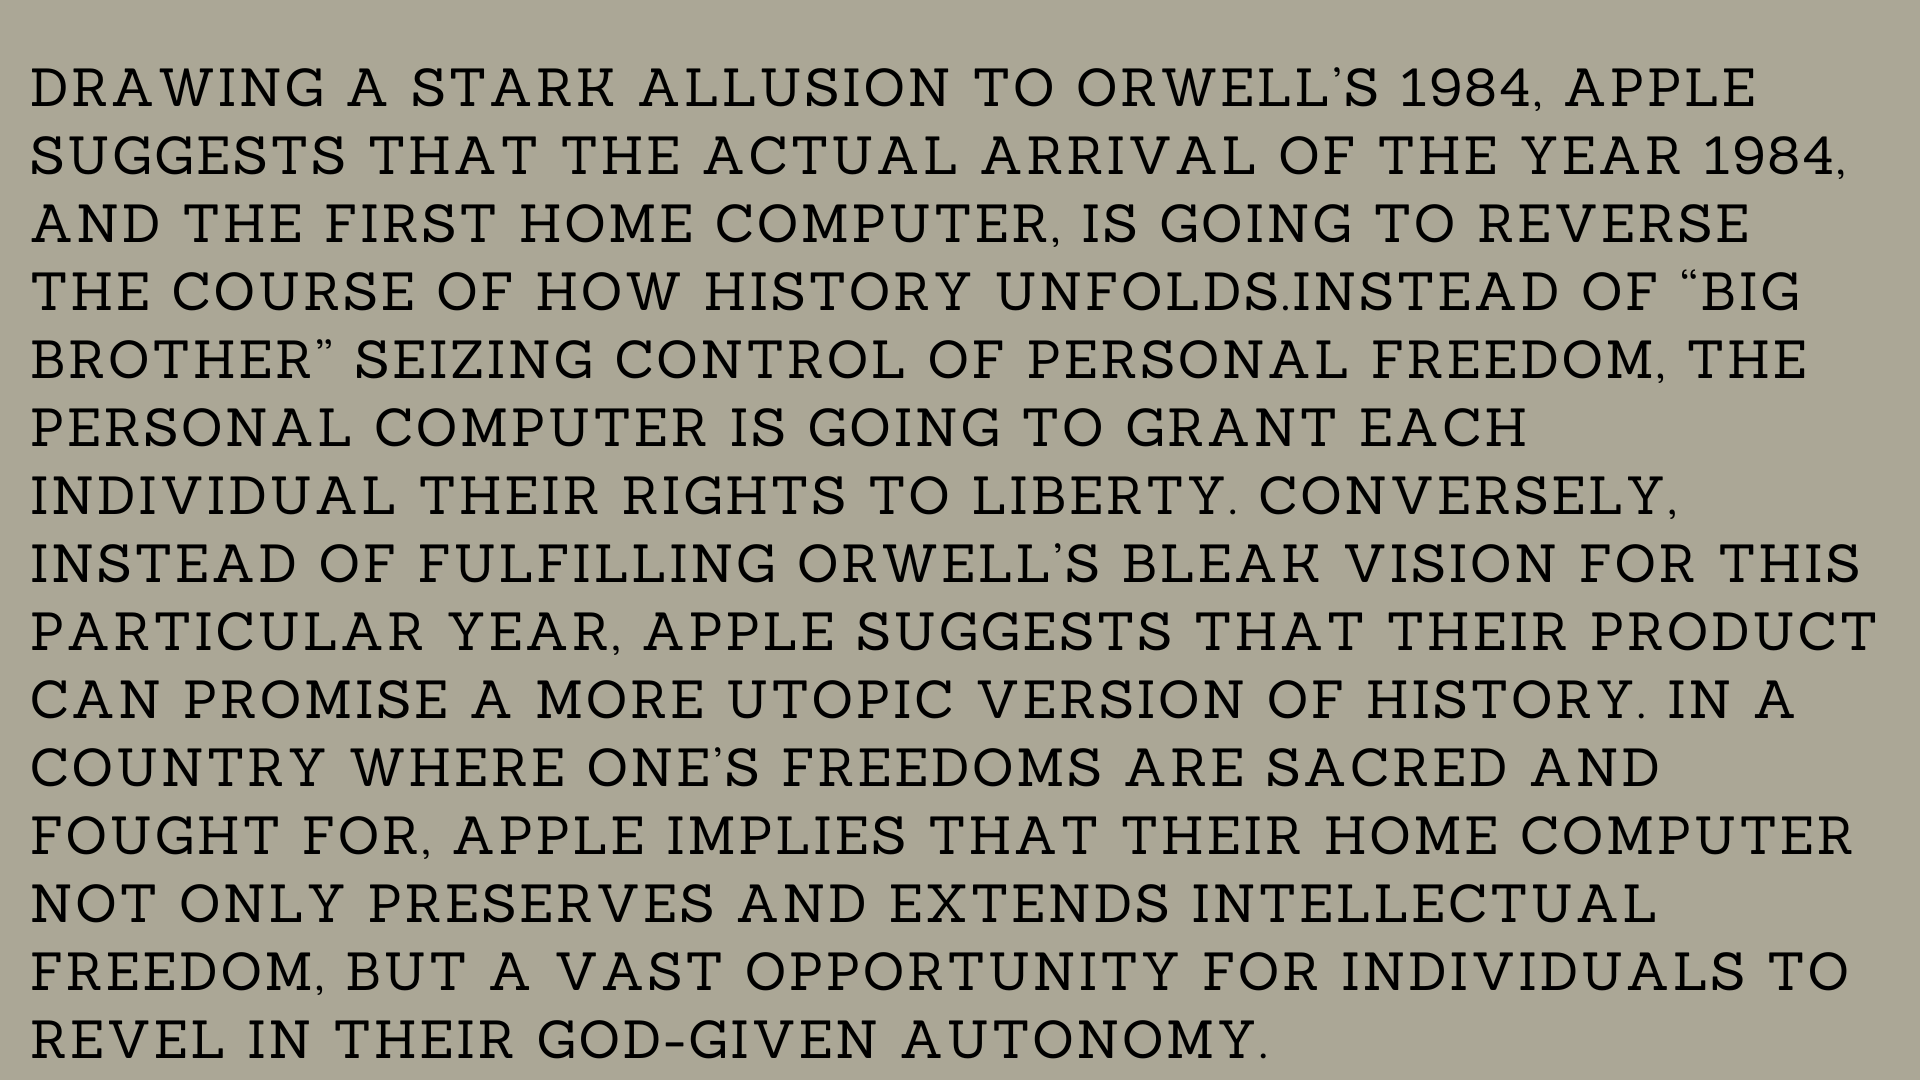 DRAWING A STARK ALLUSION TO ORWELL’S 1984, APPLE
SUGGESTS THAT THE ACTUAL ARRIVAL OF THE YEAR 1984,
AND THE FIRST HOME COMPUTER, IS GOING TO REVERSE
THE COURSE OF HOW HISTORY UNFOLDS.INSTEAD OF “BIG
BROTHER” SEIZING CONTROL OF PERSONAL FREEDOM, THE
PERSONAL COMPUTER IS GOING TO GRANT EACH
INDIVIDUAL THEIR RIGHTS TO LIBERTY. CONVERSELY,
INSTEAD OF FULFILLING ORWELL’S BLEAK VISION FOR THIS
PARTICULAR YEAR, APPLE SUGGESTS THAT THEIR PRODUCT
CAN PROMISE A MORE UTOPIC VERSION OF HISTORY. IN A
COUNTRY WHERE ONE’S FREEDOMS ARE SACRED AND
FOUGHT FOR, APPLE IMPLIES THAT THEIR HOME COMPUTER
NOT ONLY PRESERVES AND EXTENDS INTELLECTUAL
FREEDOM, BUT A VAST OPPORTUNITY FOR INDIVIDUALS TO
REVEL IN THEIR GOD-GIVEN AUTONOMY.